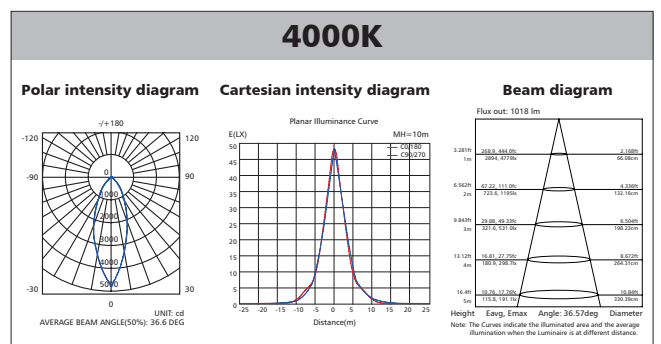 4000K
Polar intensity diagram
Cartesian intensity diagram
Beam diagram
-/+180
-120
120
-90
90
-30
30
0
0
1000
2000
3000
4000
5000
UNIT: cd
AVERAGE BEAM ANGLE(50%): 36.6 DEG
Planar Illuminance Curve
E(LX)
MH=10m
C0/180
C90/270
50
45
40
35
30
25
20
15
10
5
0
-25 -20 -15 -10 -5 0 5 10 15 20 25
Distance(m)
Flux out: 1018 lm
3.281ft 268.9, 444.0fc 2.168ft
1m 2894, 4779lx 66.08cm
6.562ft 67.22, 111.0fc 4.336ft
2m 723.6, 1195lx 132.16cm
9.843ft 29.88, 49.33fc 6.504ft
3m 321.6, 531.0lx 198.23cm
13.12ft 16.81, 27.75fc 8.672ft
4m 180.9, 298.7lx 264.31cm
16.4ft 10.76, 17.76fc 10.84ft
5m 115.8, 191.1lx 330.39cm
Height Eavg, Emax Angle: 36.57deg Diameter
Note: The Curves indicate the illuminated area and the average
illumination when the Luminaire is at different distance.